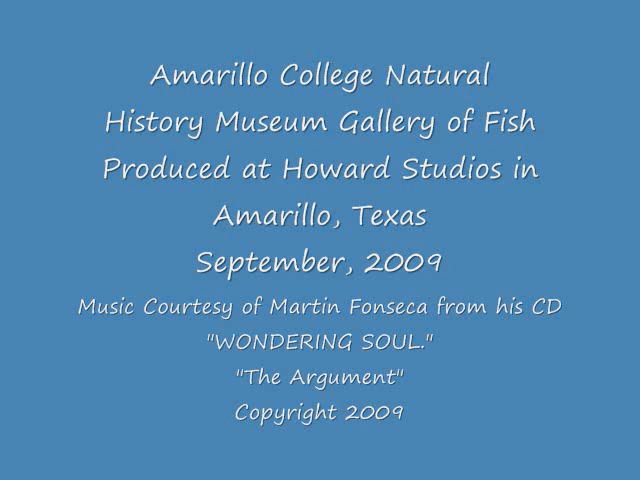 Amarillo College Natural
History Museum Gallery of Fish
Produced at Howard Studios in
Amarillo, Texas
September, 2009
Music Courtesy of Martin Fonseca from his CD
"WONDERING SOUL."
"The Argument"
Copyright 2009